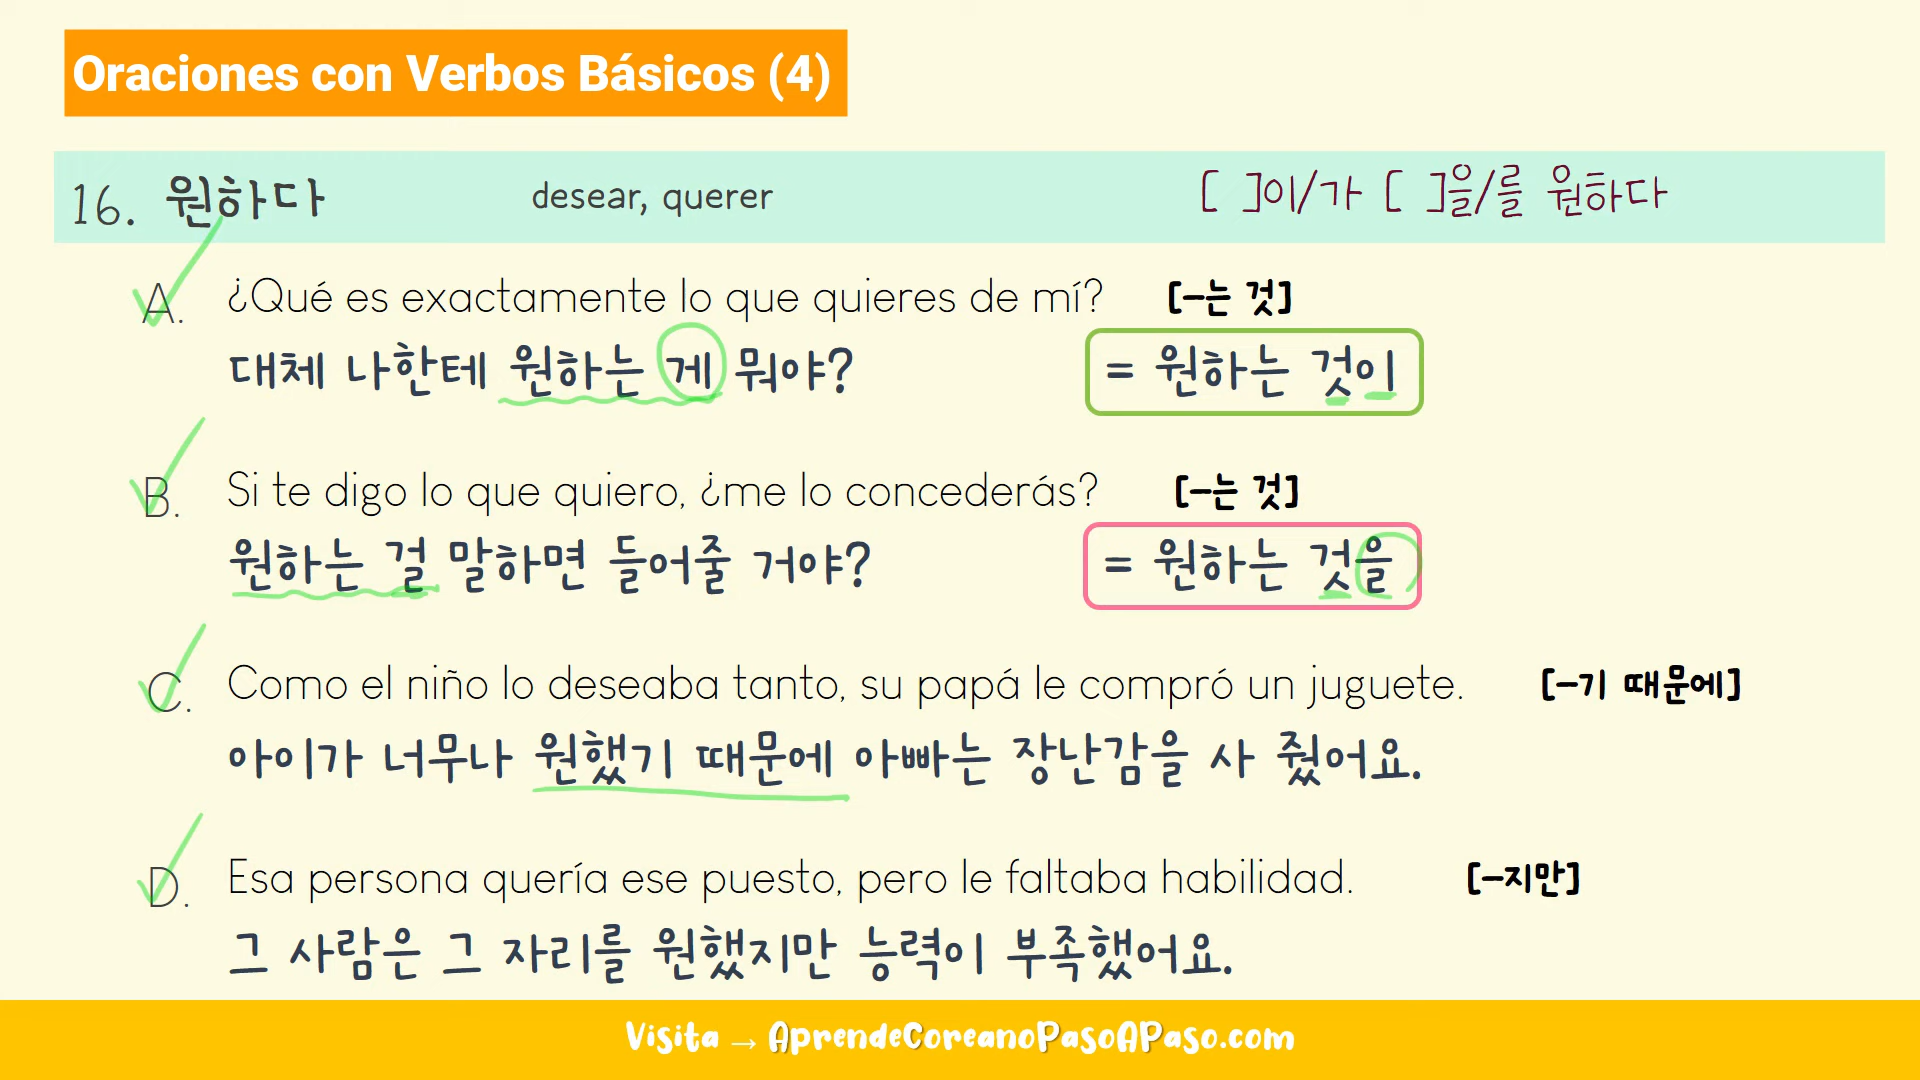 Oraciones con Verbos Básicos (4)
16. 원하다 desear, querer [ ]이/가 [ ]을/를 원하다
A. ¿Qué es exactamente lo que quieres de mí? [-는 것]
대체 나한테 원하는 게 뭐야? = 원하는 것이
B. Si te digo lo que quiero, ¿me lo concederás? [-는 것]
원하는 걸 말하면 들어줄 거야? = 원하는 것을
C. Como el niño lo deseaba tanto, su papá le compró un juguete. [-기 때문에]
아이가 너무나 원했기 때문에 아빠는 장난감을 사 줬어요.
D. Esa persona quería ese puesto, pero le faltaba habilidad. [-지만]
그 사람은 그 자리를 원했지만 능력이 부족했어요.
Visita → AprendeCoreanoPasoAPaso.com